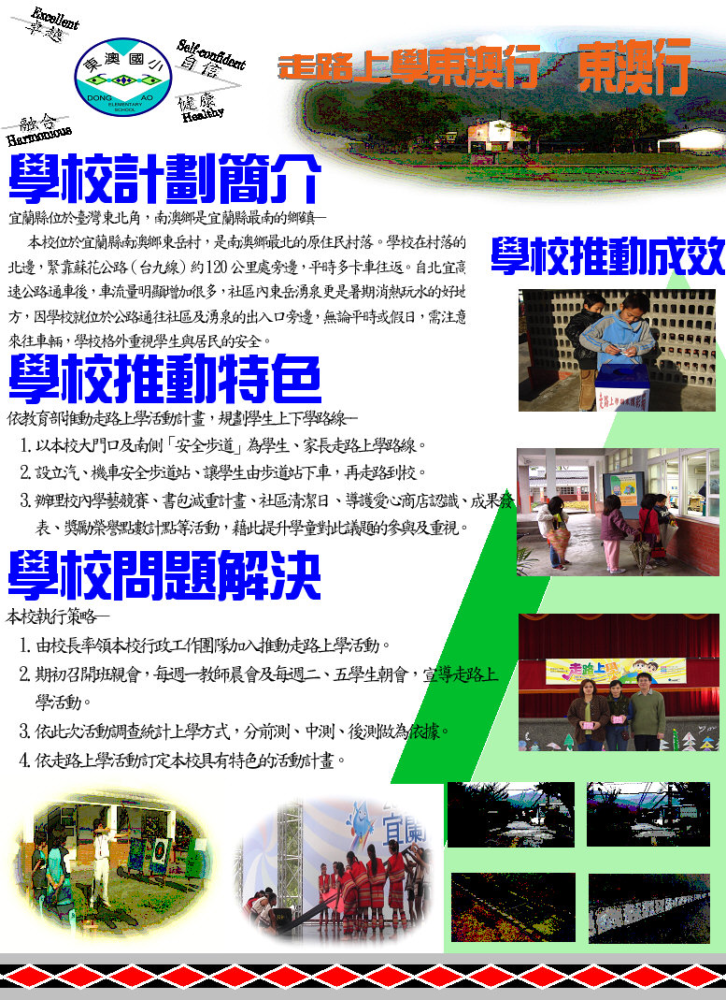 Excellent
卓越
Self-confident
自信
健康
Healthy
融合
Harmonious
東澳國小
DONG AO
ELEMENTARY
SCHOOL
走路上學東澳行 東澳行
學校計劃簡介
宜蘭縣位於臺灣東北角，南澳鄉是宜蘭縣最南的鄉鎮─
本校位於宜蘭縣南澳鄉東岳村，是南澳鄉最北的原住民村落。學校在村落的
北邊，緊靠蘇花公路（台九線）約120公里處旁邊，平時多卡車往返。自北宜高
速公路通車後，車流量明顯增加很多，社區內東岳湧泉更是暑期消熱玩水的好地
方，因學校就位於公路通往社區及湧泉的出入口旁邊，無論平時或假日，需注意
來往車輛，學校格外重視學生與居民的安全。
學校推動特色
依教育部推動走路上學活動計畫，規劃學生上下學路線─
1. 以本校大門口及南側「安全步道」為學生、家長走路上學路線。
2. 設立汽、機車安全步道站、讓學生由步道站下車，再走路到校。
3. 辦理校內學藝競賽、書包減重計畫、社區清潔日、導護愛心商店認識、成果發
表、獎勵榮譽點數計點等活動，藉此提升學童對此議題的參與及重視。
學校問題解決
本校執行策略─
1. 由校長率領本校行政工作團隊加入推動走路上學活動。
2. 期初召開班親會，每週一教師晨會及每週二、五學生朝會，宣導走路上
學活動。
3. 依此次活動調查統計上學方式，分前測、中測、後測做為依據。
4. 依走路上學活動訂定本校具有特色的活動計畫。
學校推動成效
走路上學
宜蘭